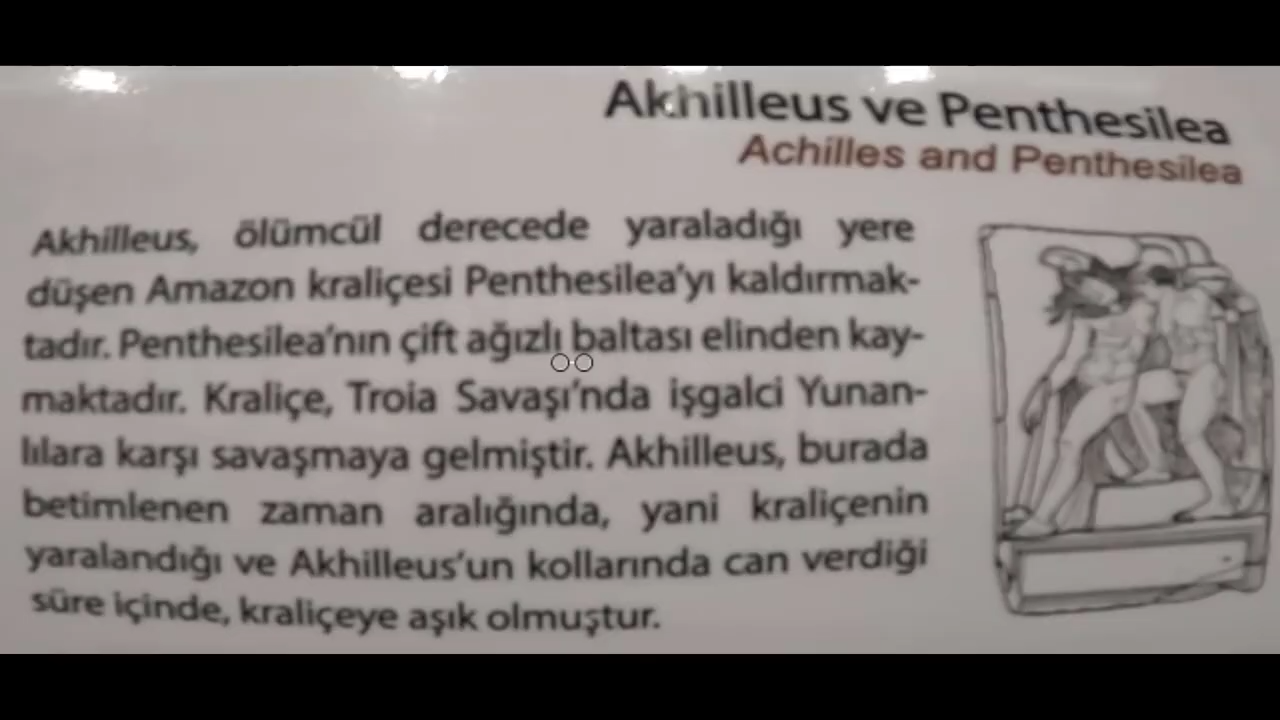 Akhilleus ve Penthesilea
Achilles and Penthesilea
Akhilleus, ölümcül derecede yaraladığı yere
düşen Amazon kraliçesi Penthesilea'yı kaldırmak-
tadır. Penthesilea'nın çift ağızlı baltası elinden kay-
maktadır. Kraliçe, Troia Savaşı'nda işgalci Yunan-
lılara karşı savaşmaya gelmiştir. Akhilleus, burada
betimlenen zaman aralığında, yani kraliçenin
yaralandığı ve Akhilleus'un kollarında can verdiği
süre içinde, kraliçeye aşık olmuştur.